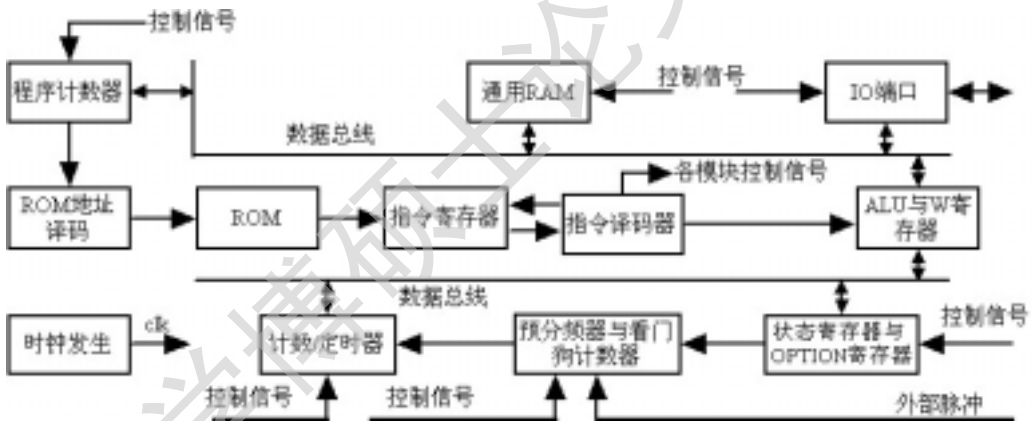 控制信号
程序计数器
通用RAM
控制信号
IO端口
数据总线
各模块控制信号
ROM地址
译码
ROM
指令寄存器
指令译码器
ALU与W寄
存器
数据总线
时钟发生
clk
计数/定时器
预分频器与看门
狗计数器
状态寄存器与
OPTION寄存器
控制信号
控制信号
控制信号
外部脉冲
学博硕士论文